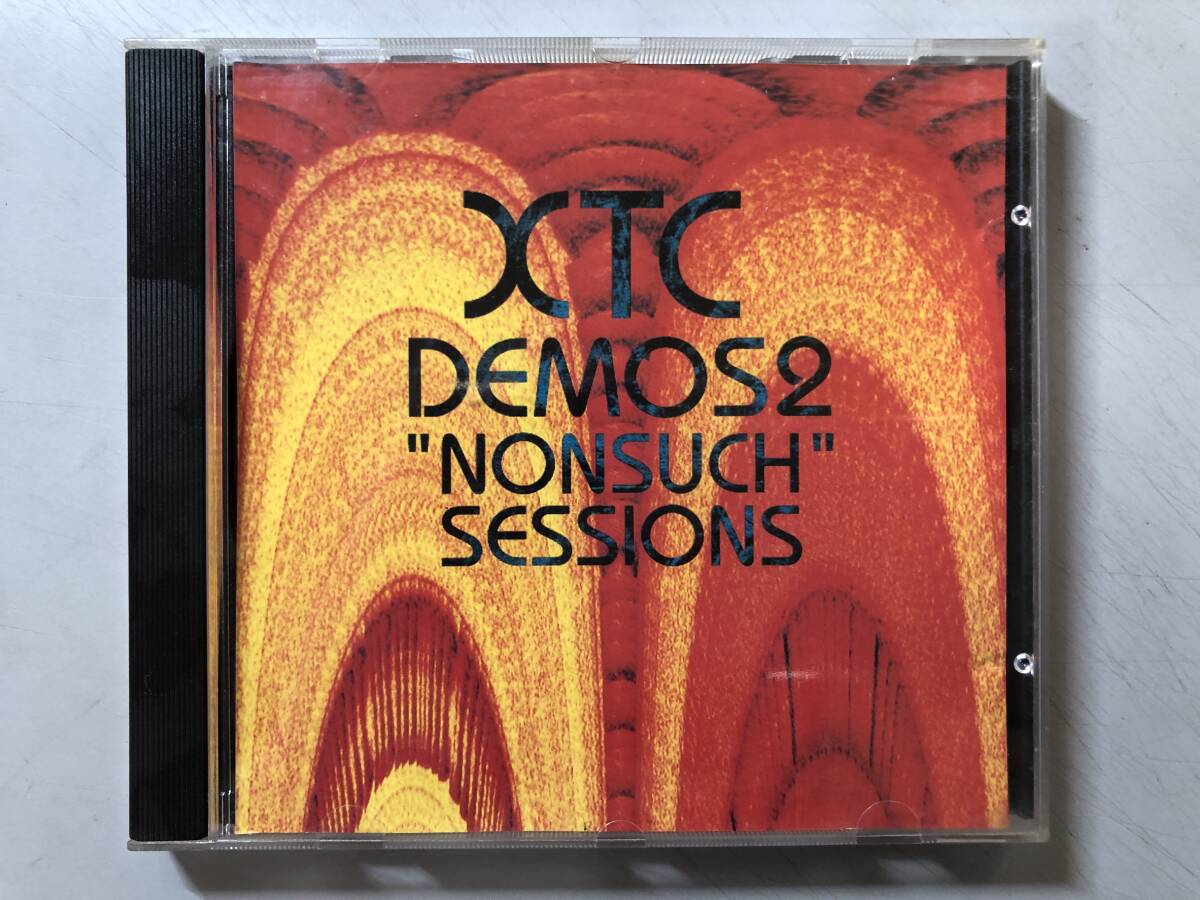 XTC
DEMOS2
"NONSUCH"
SESSIONS